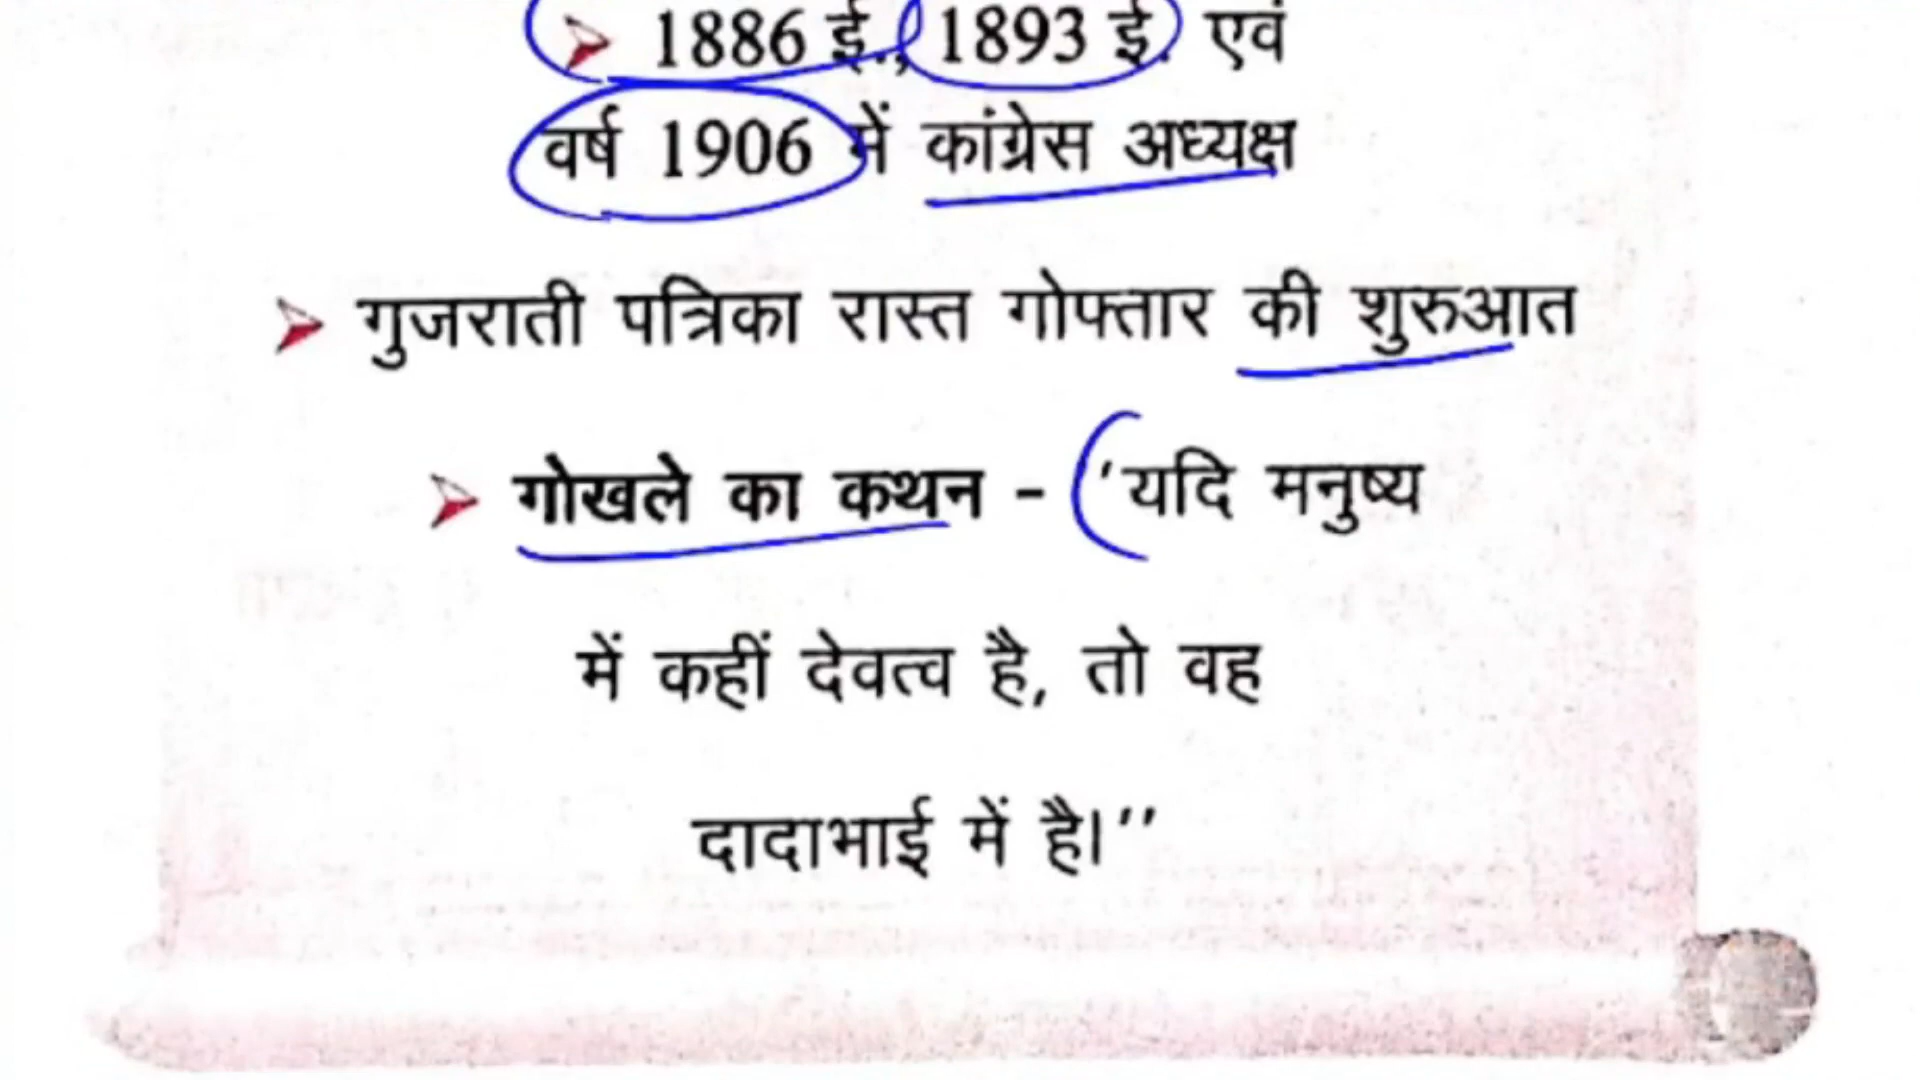 ➢ 1886 ई., 1893 ई. एवं
वर्ष 1906 में कांग्रेस अध्यक्ष
➢ गुजराती पत्रिका रास्त गोफ्तार की शुरुआत
➢ गोखले का कथन - ‘यदि मनुष्य
में कहीं देवत्व है, तो वह
दादाभाई में है।’’